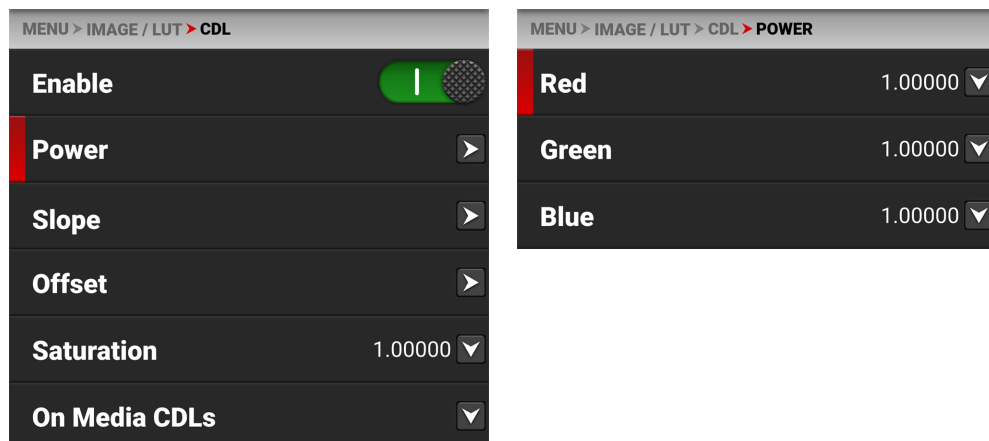 MENU > IMAGE / LUT > CDL
Enable
Power
Slope
Offset
Saturation 1.00000
On Media CDLs
MENU > IMAGE / LUT > CDL > POWER
Red 1.00000
Green 1.00000
Blue 1.00000